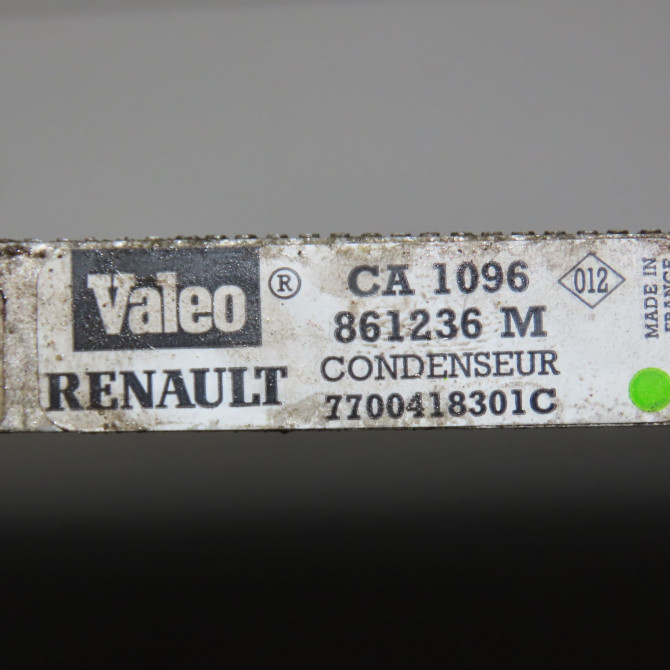 Valeo ®
RENAULT
CA 1096
861236 M
CONDENSEUR
7700418301C
012
MADE IN
FRANCE